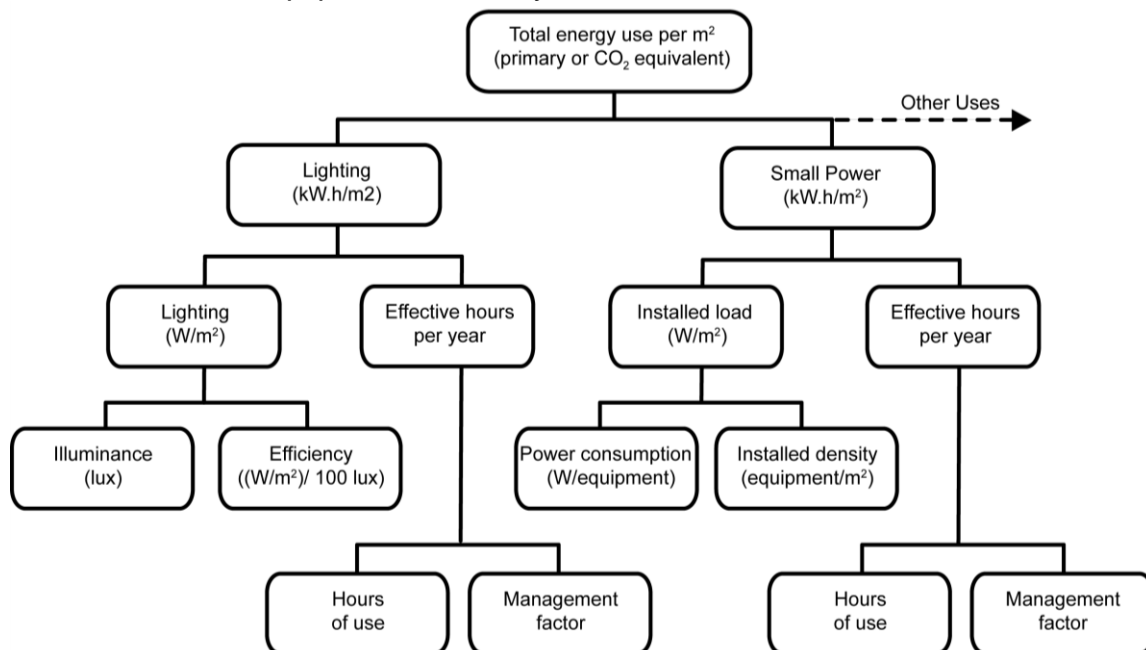 Total energy use per m²
(primary or CO₂ equivalent)
Other Uses
Lighting
(kW.h/m2)
Small Power
(kW.h/m²)
Lighting
(W/m²)
Effective hours
per year
Installed load
(W/m²)
Effective hours
per year
Illuminance
(lux)
Efficiency
((W/m²)/ 100 lux)
Power consumption
(W/equipment)
Installed density
(equipment/m²)
Hours
of use
Management
factor
Hours
of use
Management
factor